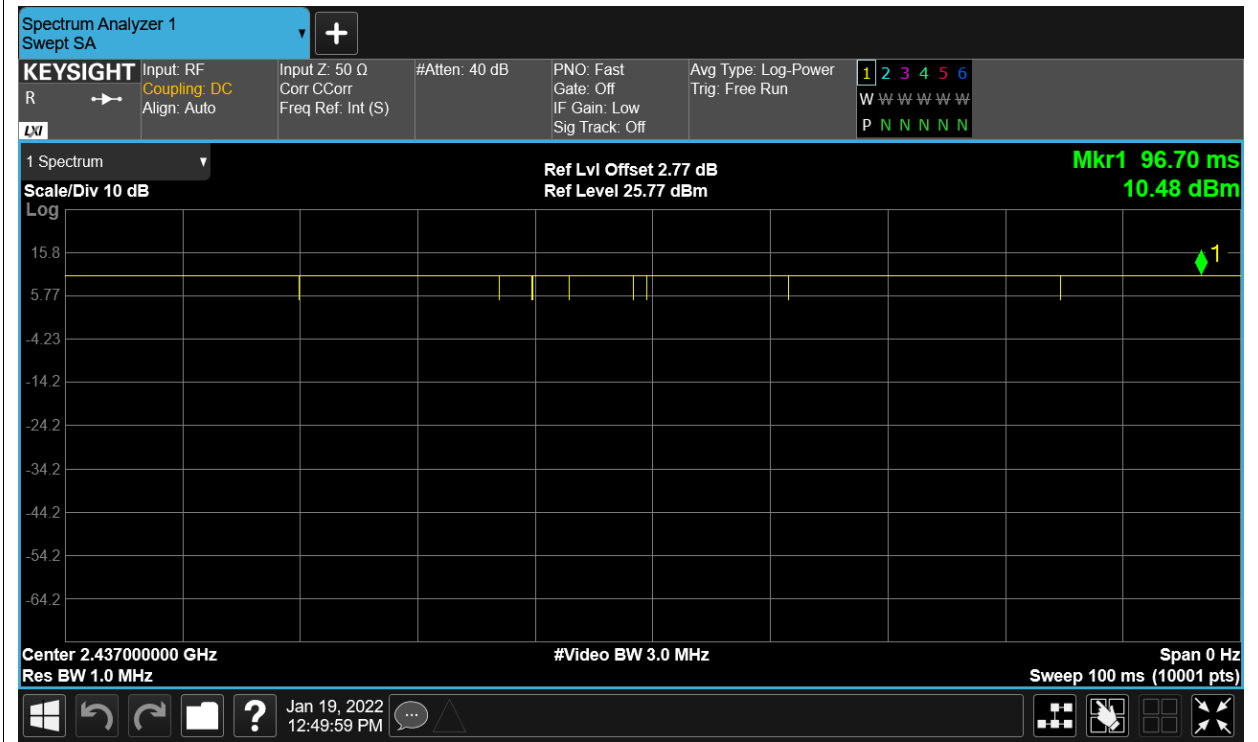 Spectrum Analyzer 1
Swept SA
KEYSIGHT
R
LXI
Input: RF
Coupling: DC
Align: Auto
Input Z: 50 Ω
Corr CCorr
Freq Ref: Int (S)
#Atten: 40 dB
PNO: Fast
Gate: Off
IF Gain: Low
Sig Track: Off
Avg Type: Log-Power
Trig: Free Run
1 2 3 4 5 6
W W W W W W
P N N N N N
1 Spectrum
Scale/Div 10 dB
Log
Ref Lvl Offset 2.77 dB
Ref Level 25.77 dBm
Mkr1 96.70 ms
10.48 dBm
1
15.8
5.77
-4.23
-14.2
-24.2
-34.2
-44.2
-54.2
-64.2
Center 2.437000000 GHz
Res BW 1.0 MHz
#Video BW 3.0 MHz
Span 0 Hz
Sweep 100 ms (10001 pts)
?
Jan 19, 2022
12:49:59 PM